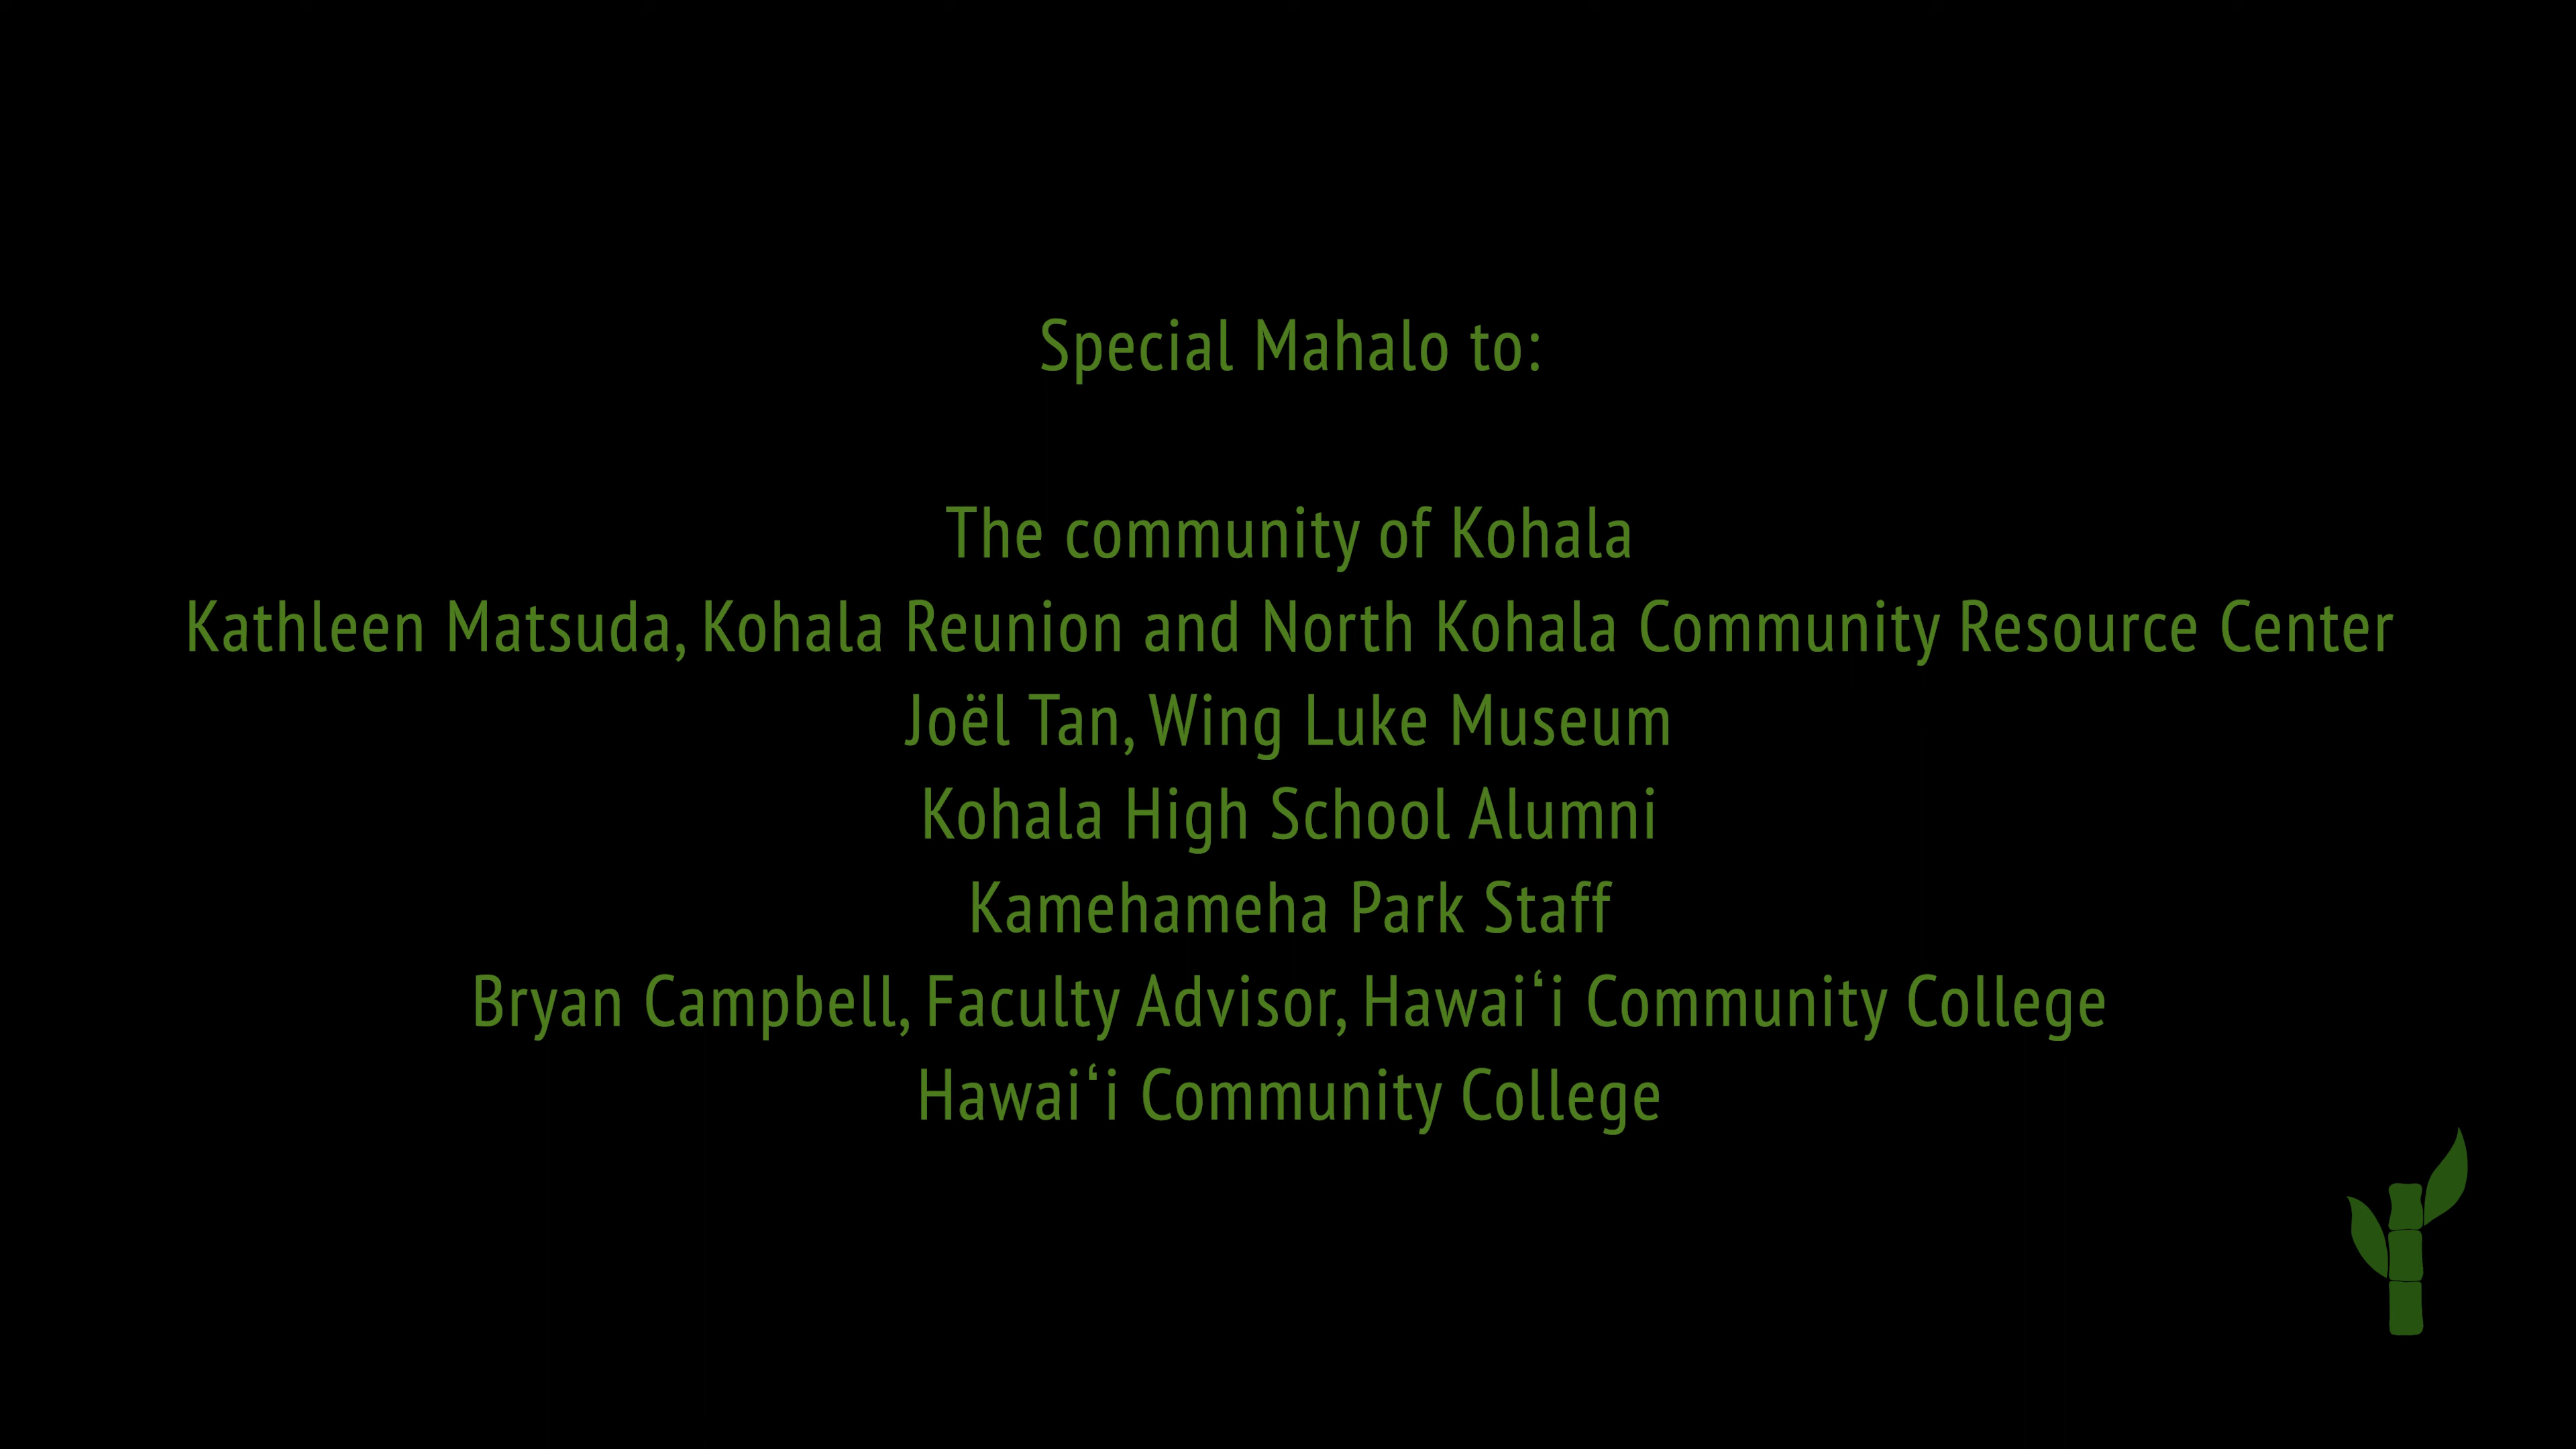 Special Mahalo to:
The community of Kohala
Kathleen Matsuda, Kohala Reunion and North Kohala Community Resource Center
Joël Tan, Wing Luke Museum
Kohala High School Alumni
Kamehameha Park Staff
Bryan Campbell, Faculty Advisor, Hawaiʻi Community College
Hawaiʻi Community College